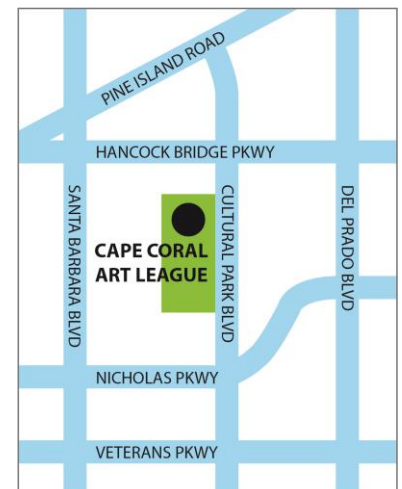 PINE ISLAND ROAD
HANCOCK BRIDGE PKWY
SANTA BARBARA BLVD
CULTURAL PARK BLVD
DEL PRADO BLVD
CAPE CORAL
ART LEAGUE
NICHOLAS PKWY
VETERANS PKWY